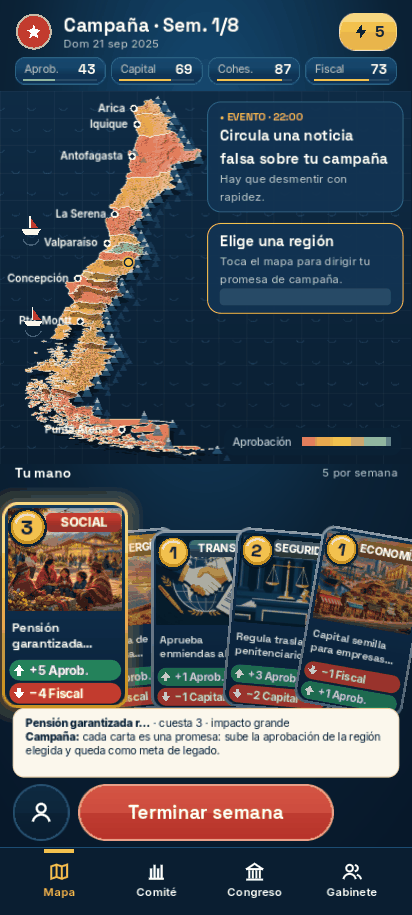 Campaña · Sem. 1/8
Dom 21 sep 2025
5
Aprob. 43
Capital 69
Cohes. 87
Fiscal 73
Arica
Iquique
Antofagasta
La Serena
Valparaíso
Concepción
Pto Montt
Punta Arenas
• EVENTO · 22:00
Circula una noticia
falsa sobre tu campaña
Hay que desmentir con
rapidez.
Elige una región
Toca el mapa para dirigir tu
promesa de campaña.
Aprobación
Tu mano
5 por semana
3
SOCIAL
Pensión
garantizada...
+5 Aprob.
−4 Fiscal
1
TRANS
Aprueba
enmiendas al
+1 Aprob.
−1 Capital
2
SEGURID
Regula trasla
penitenciario
+3 Aprob
−2 Capital
1
ECONOMÍ
Capital semilla
para empresas...
−1 Fiscal
+1 Aprob.
Pensión garantizada r... · cuesta 3 · impacto grande
Campaña: cada carta es una promesa: sube la aprobación de la región
elegida y queda como meta de legado.
Terminar semana
Mapa
Comité
Congreso
Gabinete